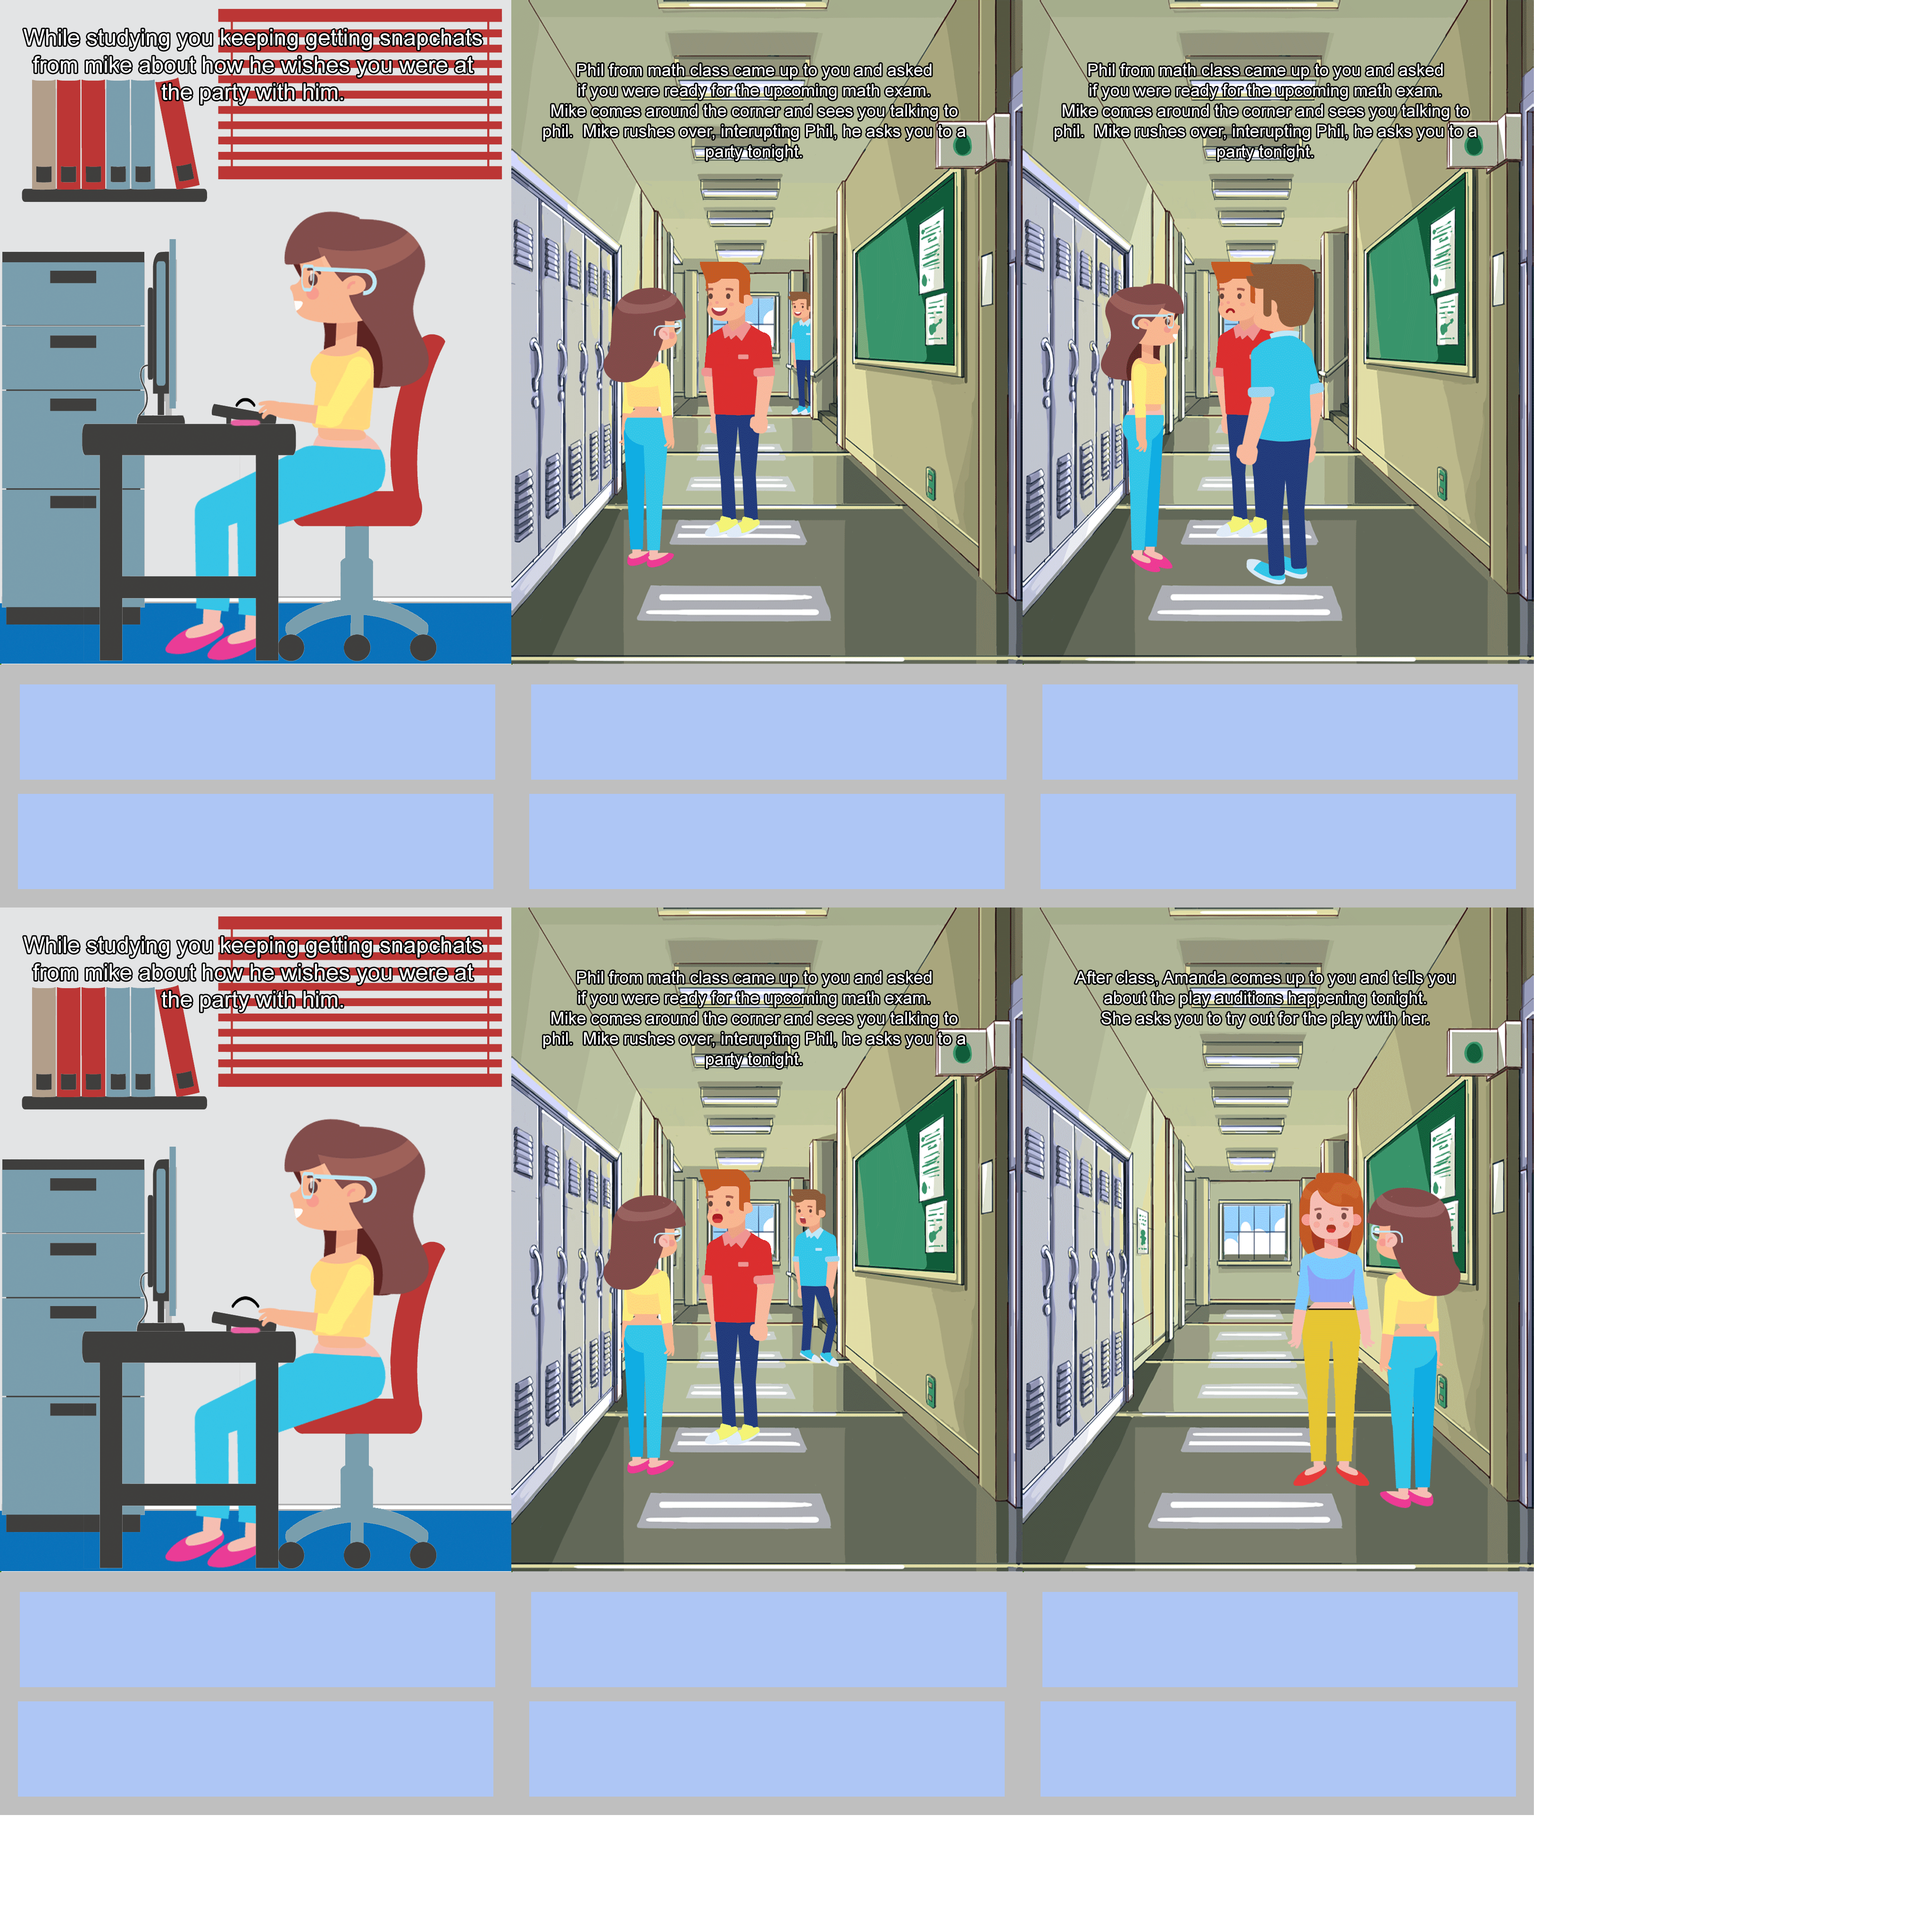 While studying you keeping getting snapchats
from mike about how he wishes you were at
the party with him.
Phil from math class came up to you and asked
if you were ready for the upcoming math exam.
Mike comes around the corner and sees you talking to
phil.  Mike rushes over, interupting Phil, he asks you to a
party tonight.
Phil from math class came up to you and asked
if you were ready for the upcoming math exam.
Mike comes around the corner and sees you talking to
phil.  Mike rushes over, interupting Phil, he asks you to a
party tonight.
While studying you keeping getting snapchats
from mike about how he wishes you were at
the party with him.
Phil from math class came up to you and asked
if you were ready for the upcoming math exam.
Mike comes around the corner and sees you talking to
phil.  Mike rushes over, interupting Phil, he asks you to a
party tonight.
After class, Amanda comes up to you and tells you
about the play auditions happening tonight.
She asks you to try out for the play with her.